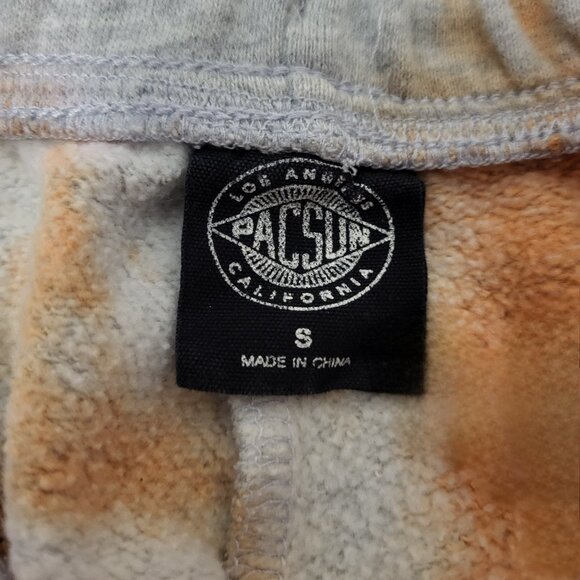 LOS ANGELES
PACSUN
CALIFORNIA
S
MADE IN CHINA